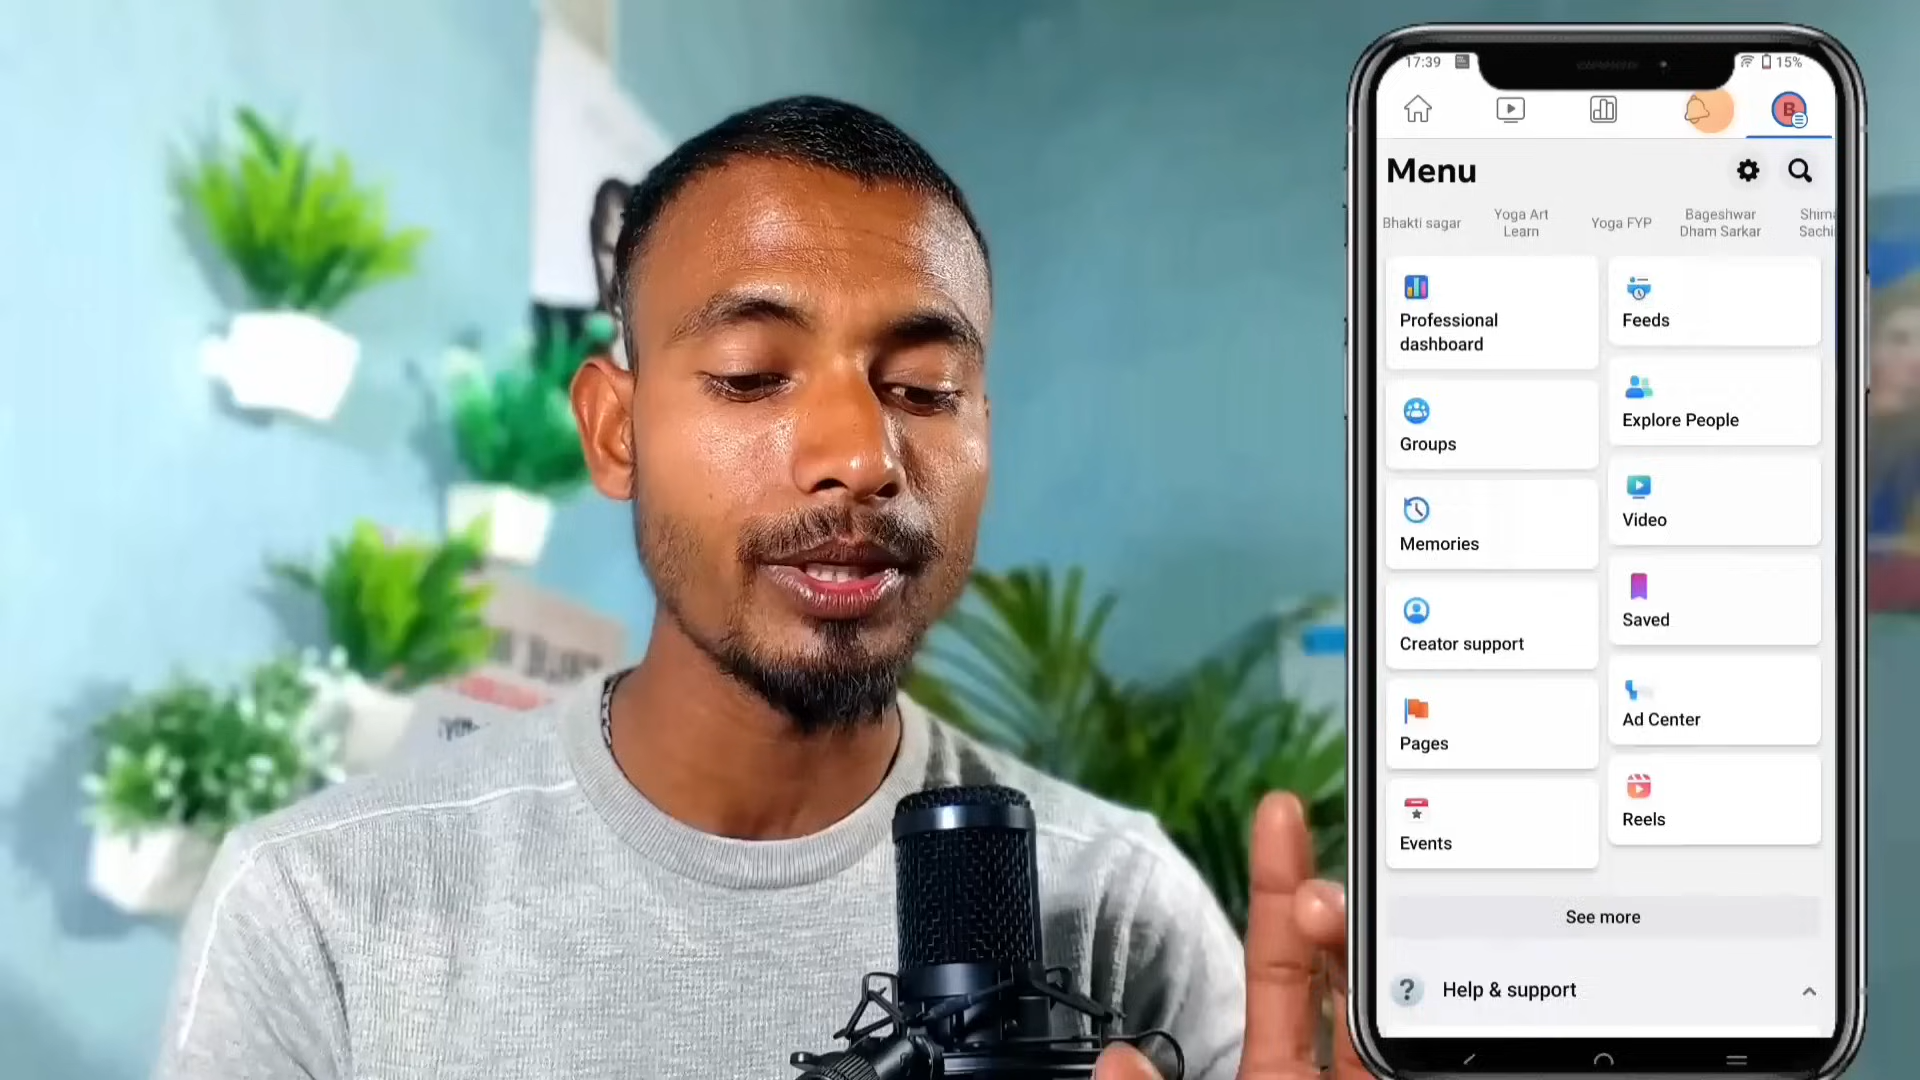 17:39
15%
B
Menu
Bhakti sagar
Yoga Art
Learn
Yoga FYP
Bageshwar
Dham Sarkar
Professional
dashboard
Groups
Memories
Creator support
Pages
Events
Feeds
Explore People
Video
Saved
Ad Center
Reels
See more
? Help & support